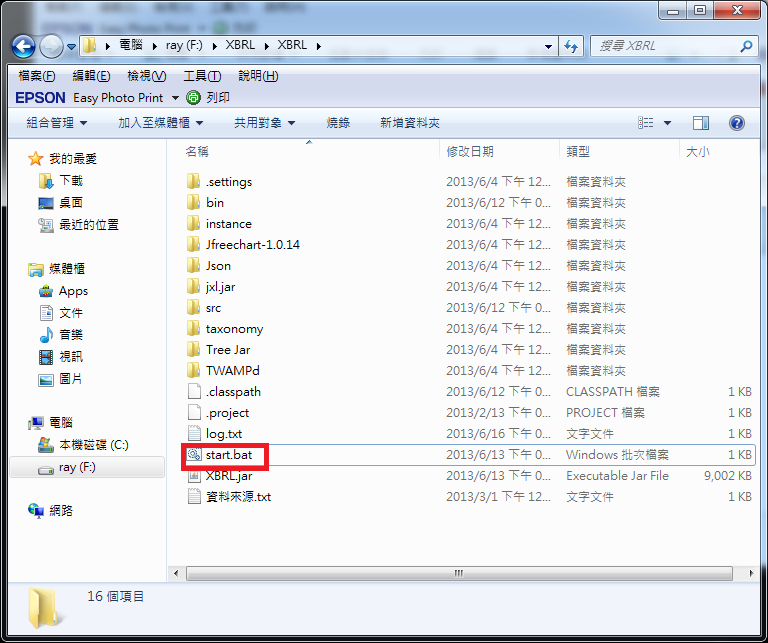 電腦 ▸ ray (F:) ▸ XBRL ▸ XBRL ▸
搜尋 XBRL
檔案(F) 編輯(E) 檢視(V) 工具(T) 說明(H)
EPSON Easy Photo Print 列印
組合管理 加入至媒體櫃 共用對象 燒錄 新增資料夾
我的最愛
下載
桌面
最近的位置
媒體櫃
Apps
文件
音樂
視訊
圖片
電腦
本機磁碟 (C:)
ray (F:)
網路
名稱 修改日期 類型 大小
.settings 2013/6/4 下午 12... 檔案資料夾
bin 2013/6/12 下午 0... 檔案資料夾
instance 2013/6/4 下午 12... 檔案資料夾
Jfreechart-1.0.14 2013/6/4 下午 12... 檔案資料夾
Json 2013/6/4 下午 12... 檔案資料夾
jxl.jar 2013/6/4 下午 12... 檔案資料夾
src 2013/6/12 下午 0... 檔案資料夾
taxonomy 2013/6/4 下午 12... 檔案資料夾
Tree Jar 2013/6/4 下午 12... 檔案資料夾
TWAMPd 2013/6/4 下午 12... 檔案資料夾
.classpath 2013/6/12 下午 0... CLASSPATH 檔案 1 KB
.project 2013/2/13 下午 0... PROJECT 檔案 1 KB
log.txt 2013/6/16 下午 0... 文字文件 1 KB
start.bat 2013/6/13 下午 0... Windows 批次檔案 1 KB
XBRL.jar 2013/6/13 下午 0... Executable Jar File 9,002 KB
資料來源.txt 2013/3/1 下午 12... 文字文件 1 KB
16 個項目